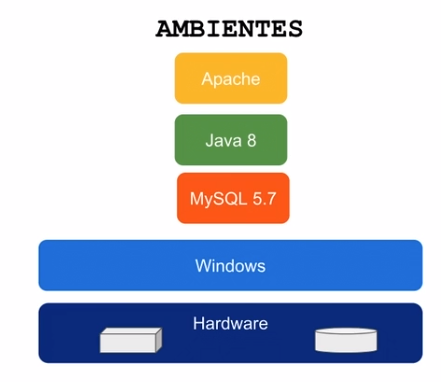 AMBIENTES
Apache
Java 8
MySQL 5.7
Windows
Hardware